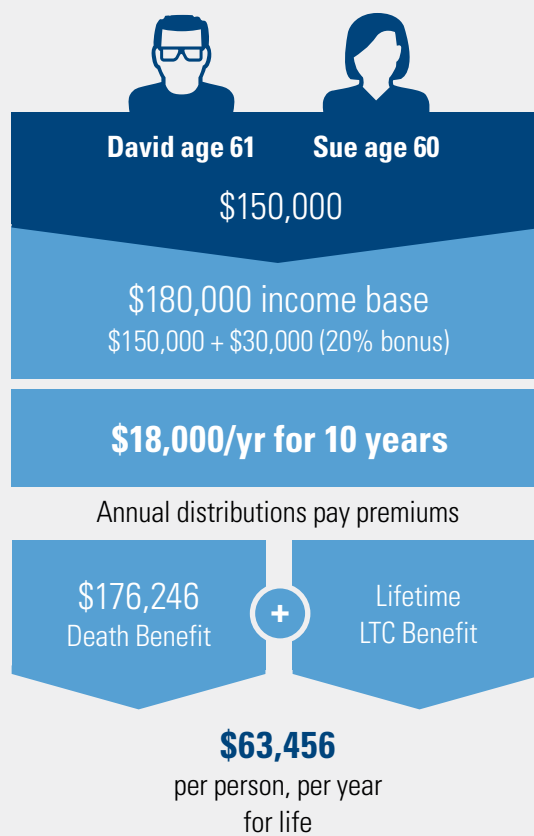 David age 61
Sue age 60
$150,000
$180,000 income base
$150,000 + $30,000 (20% bonus)
$18,000/yr for 10 years
Annual distributions pay premiums
$176,246
Death Benefit
+
Lifetime
LTC Benefit
$63,456
per person, per year
for life